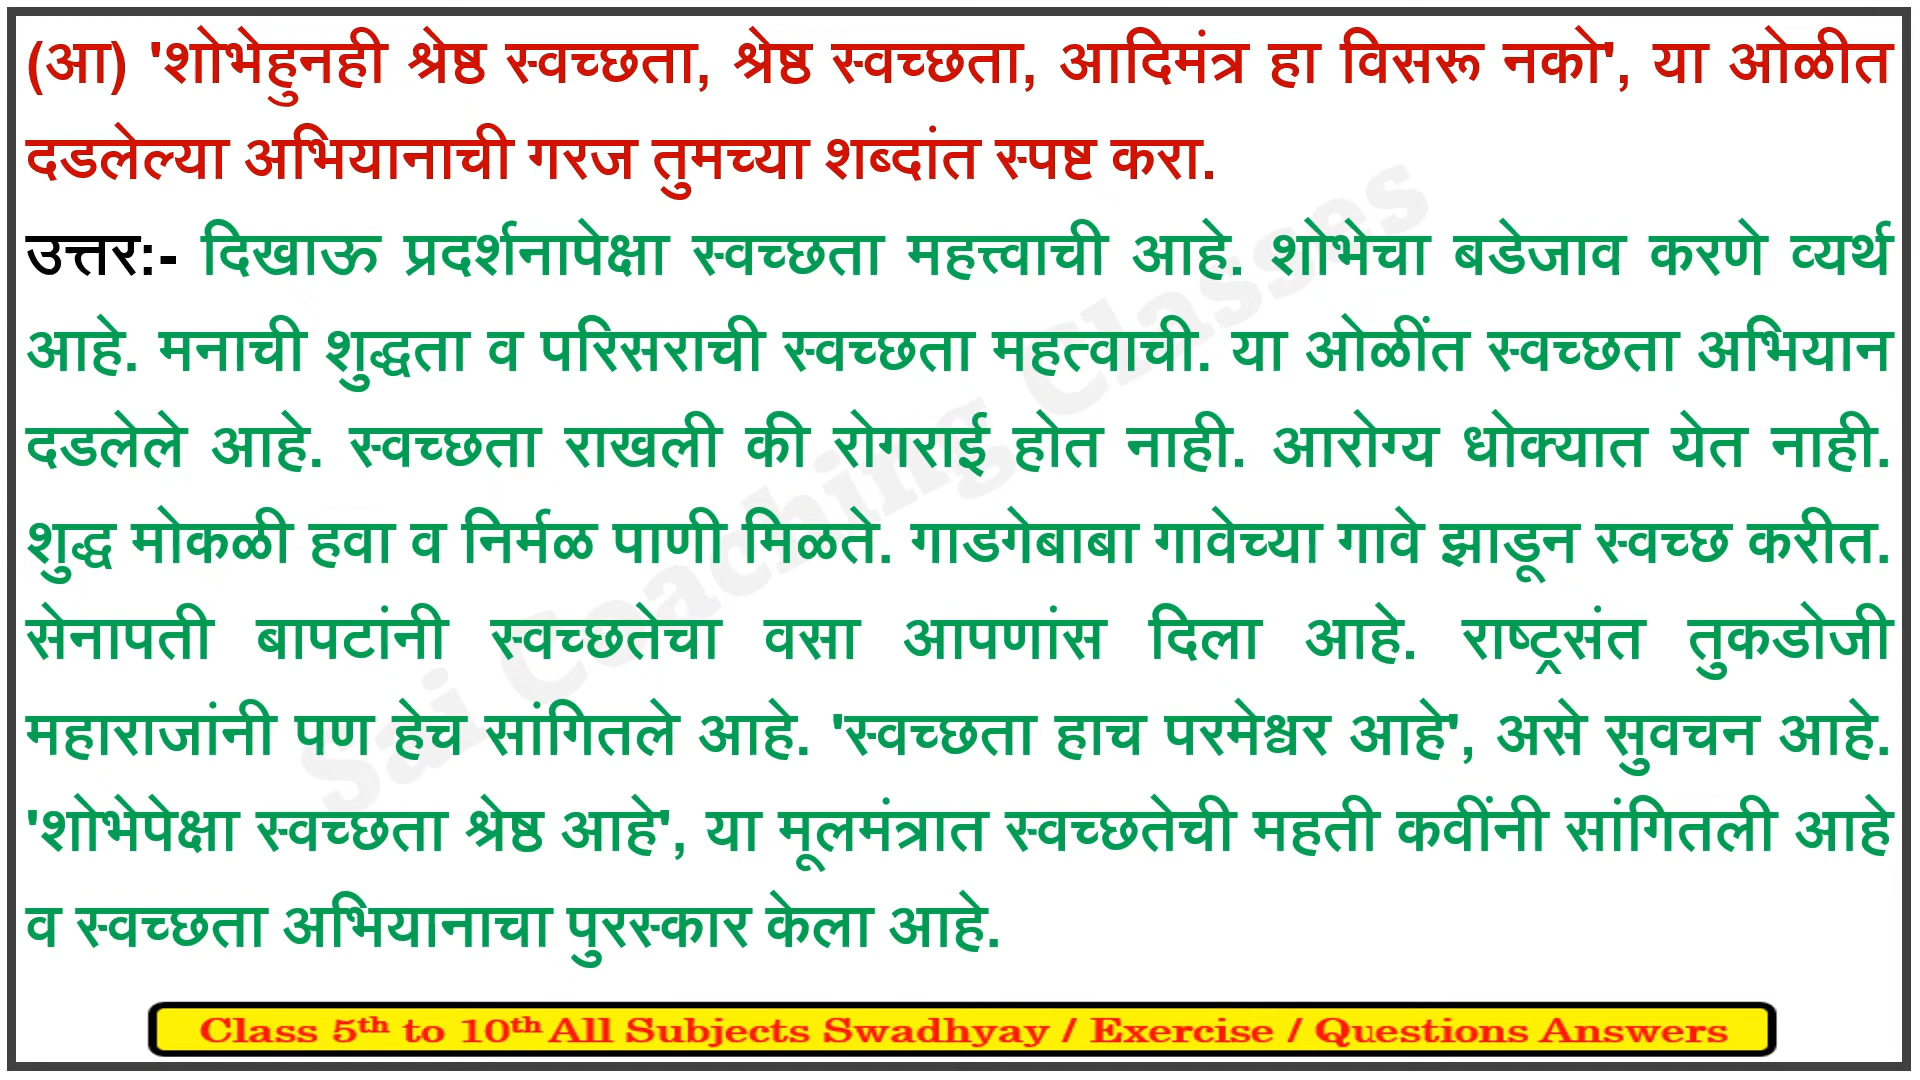 (आ) 'शोभेहुनही श्रेष्ठ स्वच्छता, श्रेष्ठ स्वच्छता, आदिमंत्र हा विसरू नको', या ओळीत
दडलेल्या अभियानाची गरज तुमच्या शब्दांत स्पष्ट करा.
उत्तर:- दिखाऊ प्रदर्शनापेक्षा स्वच्छता महत्त्वाची आहे. शोभेचा बडेजाव करणे व्यर्थ
आहे. मनाची शुद्धता व परिसराची स्वच्छता महत्वाची. या ओळींत स्वच्छता अभियान
दडलेले आहे. स्वच्छता राखली की रोगराई होत नाही. आरोग्य धोक्यात येत नाही.
शुद्ध मोकळी हवा व निर्मळ पाणी मिळते. गाडगेबाबा गावेच्या गावे झाडून स्वच्छ करीत.
सेनापती बापटांनी स्वच्छतेचा वसा आपणांस दिला आहे. राष्ट्रसंत तुकडोजी
महाराजांनी पण हेच सांगितले आहे. 'स्वच्छता हाच परमेश्वर आहे', असे सुवचन आहे.
'शोभेपेक्षा स्वच्छता श्रेष्ठ आहे', या मूलमंत्रात स्वच्छतेची महती कवींनी सांगितली आहे
व स्वच्छता अभियानाचा पुरस्कार केला आहे.
Sai Coaching Classes
Class 5th to 10th All Subjects Swadhyay / Exercise / Questions Answers